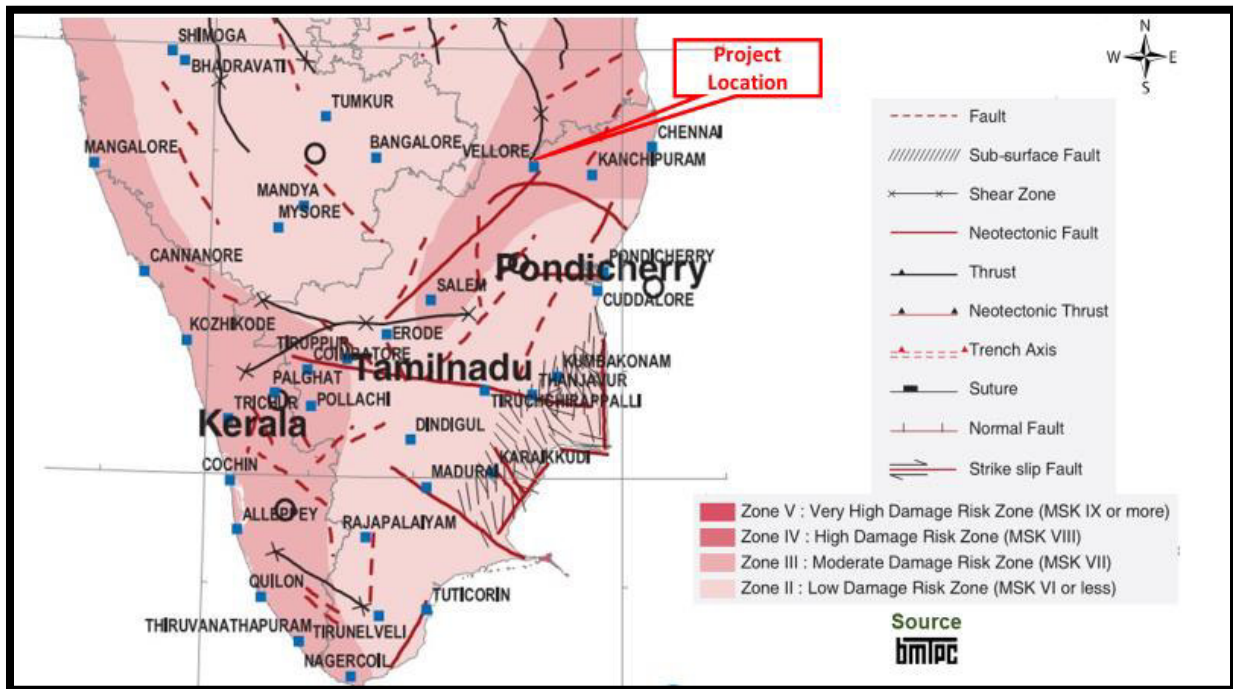 SHIMOGA
BHADRAVATI
TUMKUR
BANGALORE
VELLORE
CHENNAI
KANCHIPURAM
MANGALORE
MANDYA
MYSORE
CANNANORE
Pondicherry
PONDICHERRY
SALEM
CUDDALORE
KOZHIKODE
ERODE
TIRUPPUR
COIMBATORE
Tamilnadu
KUMBAKONAM
PALGHAT
THANJAVUR
TRICHUR
POLLACHI
TIRUCHCHIRAPPALLI
Kerala
DINDIGUL
COCHIN
MADURAI
KARAIKKUDI
ALLEPPEY
RAJAPALAIYAM
QUILON
TUTICORIN
THIRUVANATHAPURAM
TIRUNELVELI
NAGERCOIL
Project
Location
N
W
E
S
Fault
Sub-surface Fault
Shear Zone
Neotectonic Fault
Thrust
Neotectonic Thrust
Trench Axis
Suture
Normal Fault
Strike slip Fault
Zone V : Very High Damage Risk Zone (MSK IX or more)
Zone IV : High Damage Risk Zone (MSK VIII)
Zone III : Moderate Damage Risk Zone (MSK VII)
Zone II : Low Damage Risk Zone (MSK VI or less)
Source
bmTpc